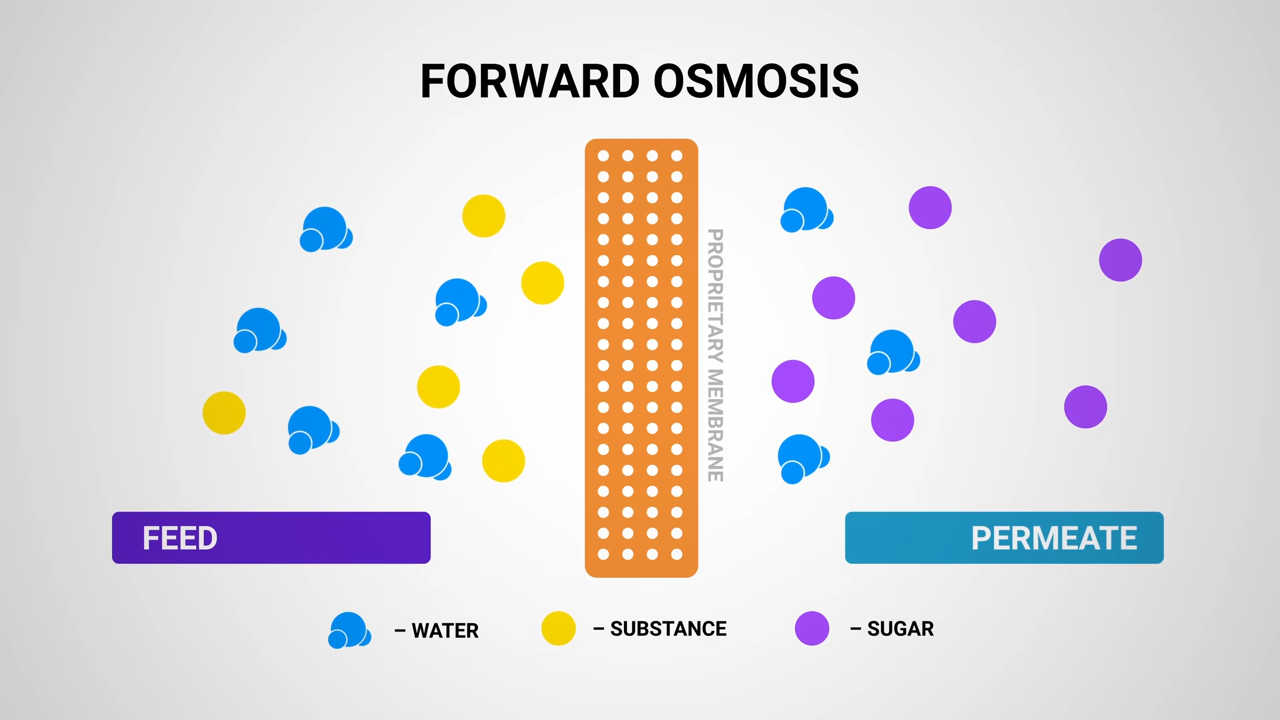 FORWARD OSMOSIS
PROPRIETARY MEMBRANE
FEED
PERMEATE
– WATER
– SUBSTANCE
– SUGAR